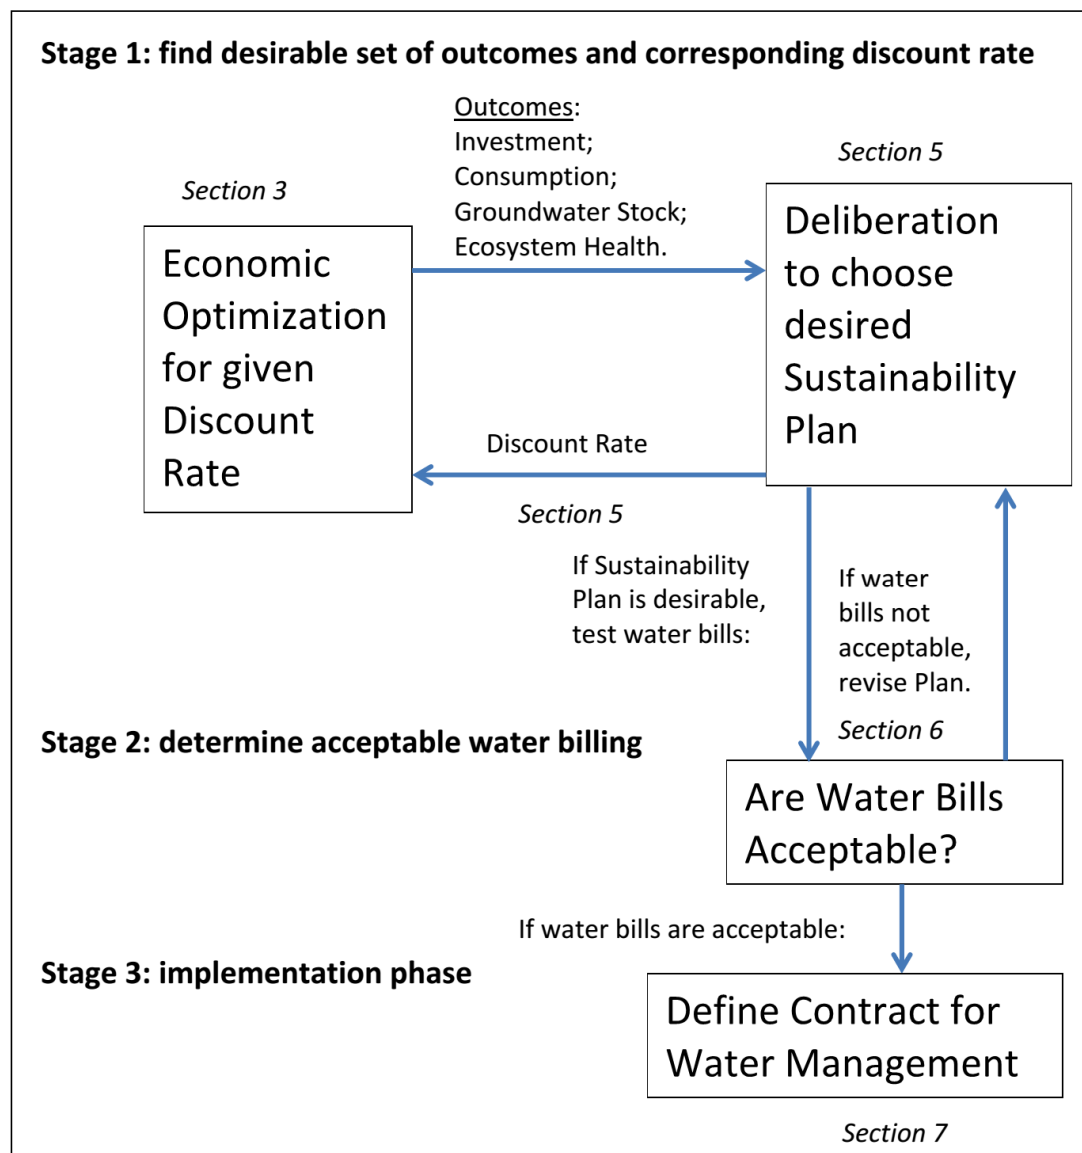 Stage 1: find desirable set of outcomes and corresponding discount rate
Outcomes:
Investment;
Consumption;
Groundwater Stock;
Ecosystem Health.
Section 5
Section 3
Economic
Optimization
for given
Discount
Rate
Deliberation
to choose
desired
Sustainability
Plan
Discount Rate
Section 5
If Sustainability
Plan is desirable,
test water bills:
If water
bills not
acceptable,
revise Plan.
Section 6
Stage 2: determine acceptable water billing
Are Water Bills
Acceptable?
If water bills are acceptable:
Stage 3: implementation phase
Define Contract for
Water Management
Section 7